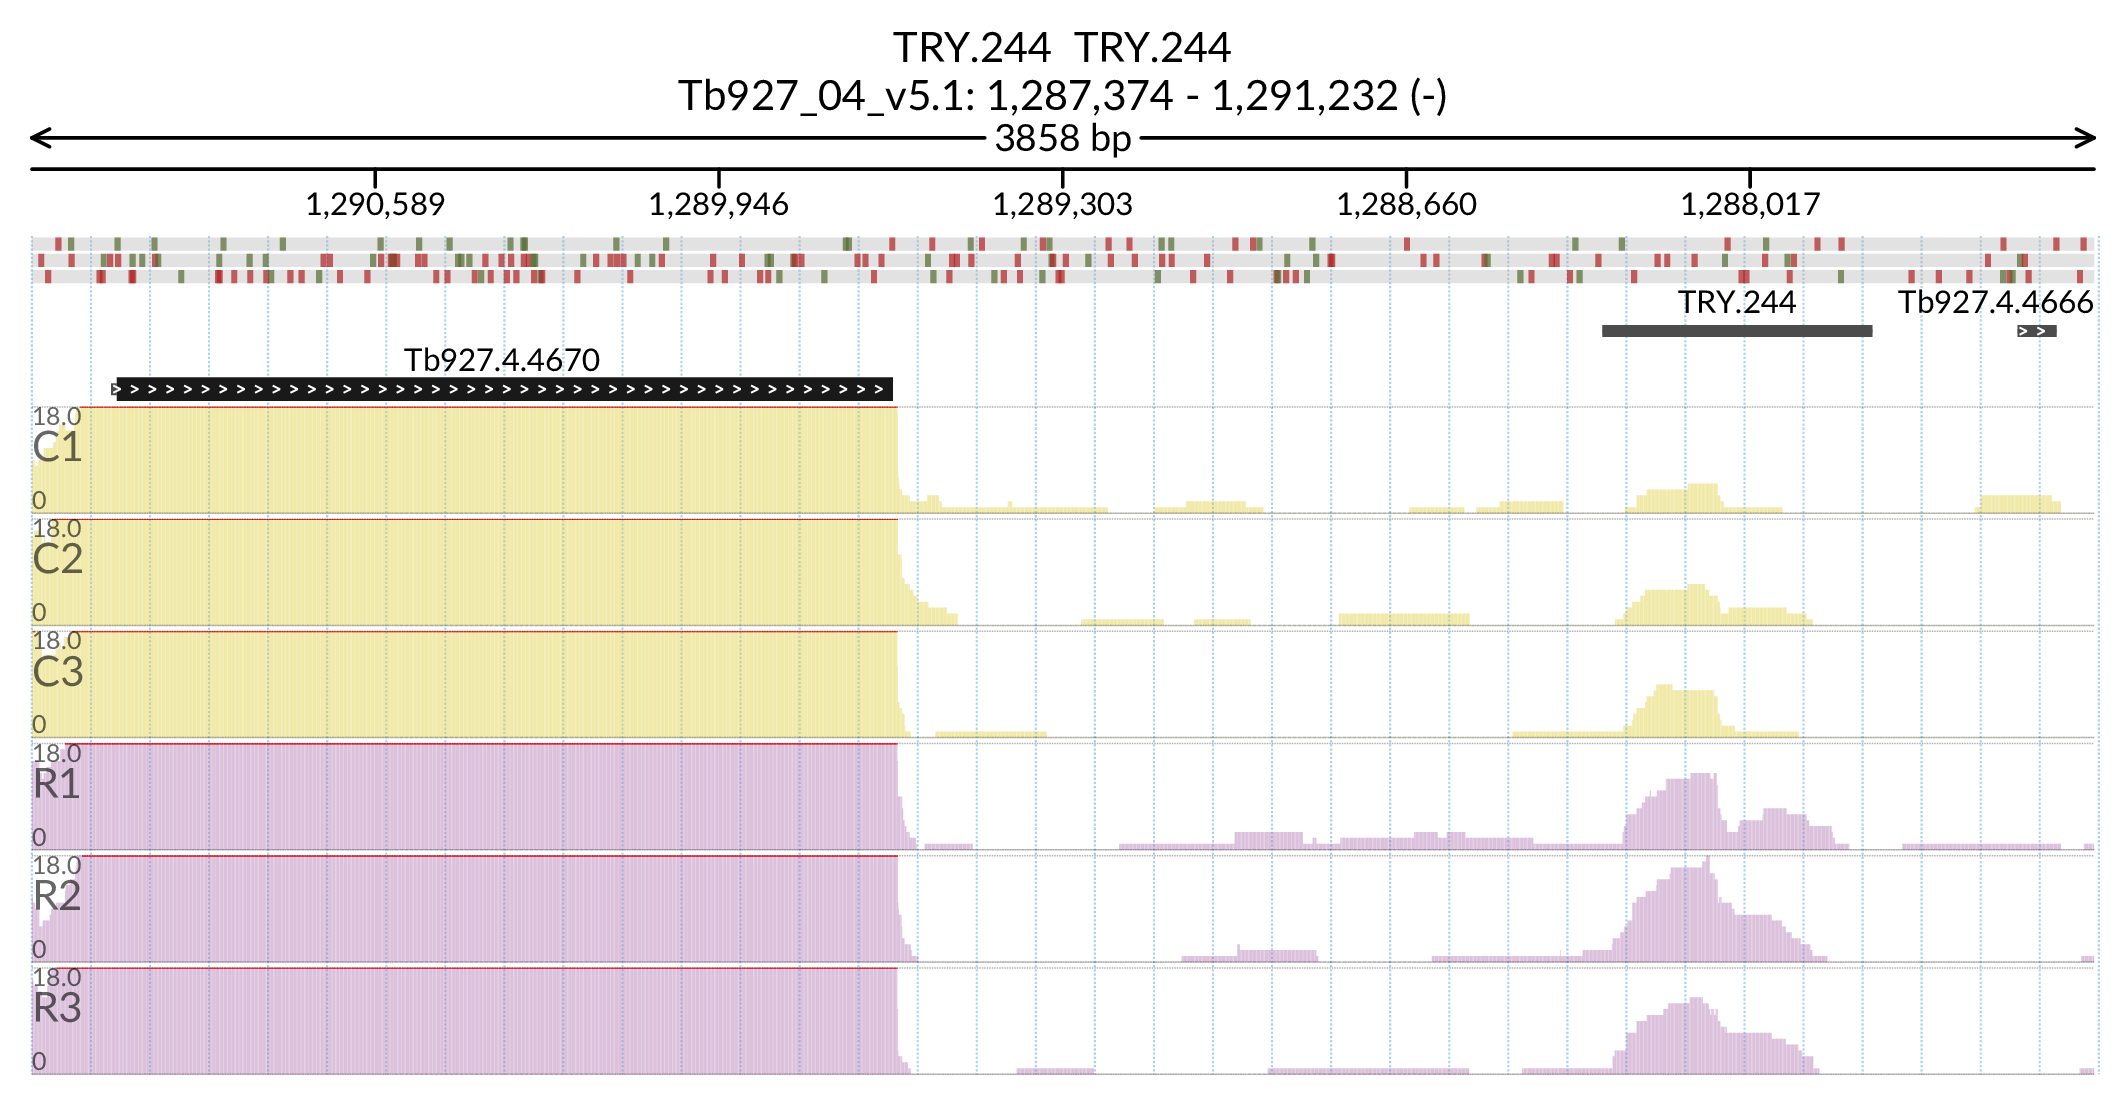 TRY.244 TRY.244
Tb927_04_v5.1: 1,287,374 - 1,291,232 (-)
3858 bp
1,290,589 1,289,946 1,289,303 1,288,660 1,288,017
TRY.244 Tb927.4.4666
Tb927.4.4670
18.0
C1
0
18.0
C2
0
18.0
C3
0
18.0
R1
0
18.0
R2
0
18.0
R3
0